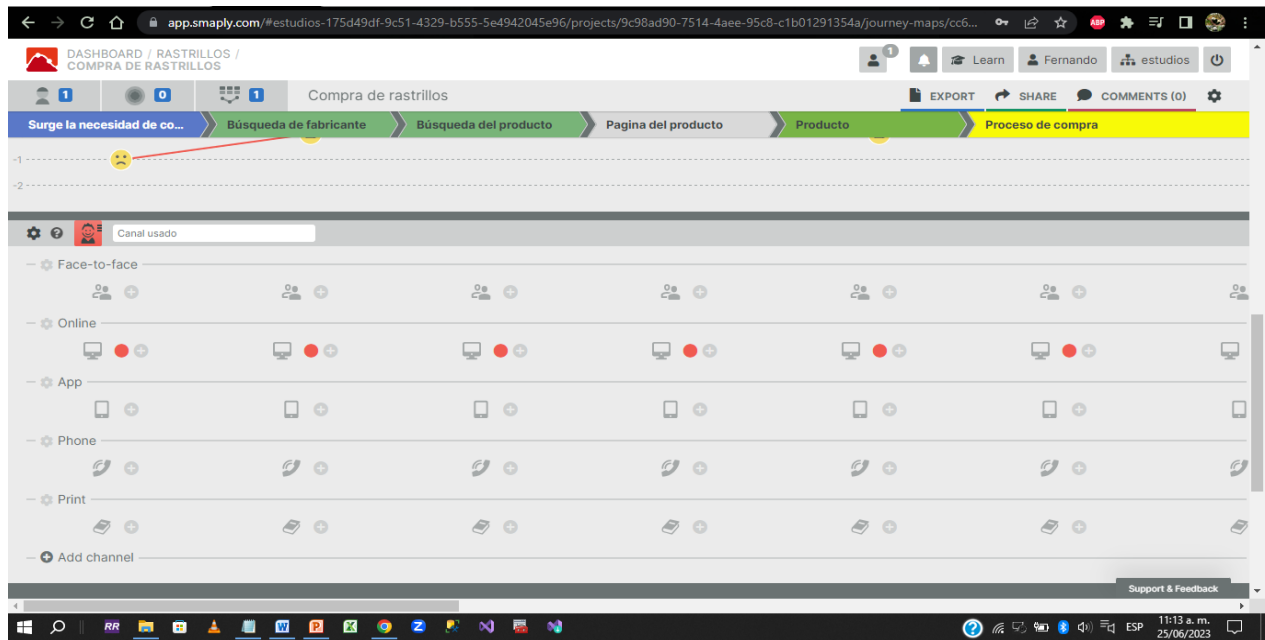 app.smaply.com/#estudios-175d49df-9c51-4329-b555-5e4942045e96/projects/9c98ad90-7514-4aee-95c8-c1b01291354a/journey-maps/cc6...
ABP
DASHBOARD / RASTRILLOS /
COMPRA DE RASTRILLOS
1
Learn
Fernando
estudios
1
0
1
Compra de rastrillos
EXPORT
SHARE
COMMENTS (0)
Surge la necesidad de co...
Búsqueda de fabricante
Búsqueda del producto
Pagina del producto
Producto
Proceso de compra
-1
-2
Canal usado
Face-to-face
Online
App
Phone
Print
Add channel
Support & Feedback
RR
ESP
11:13 a. m.
25/06/2023